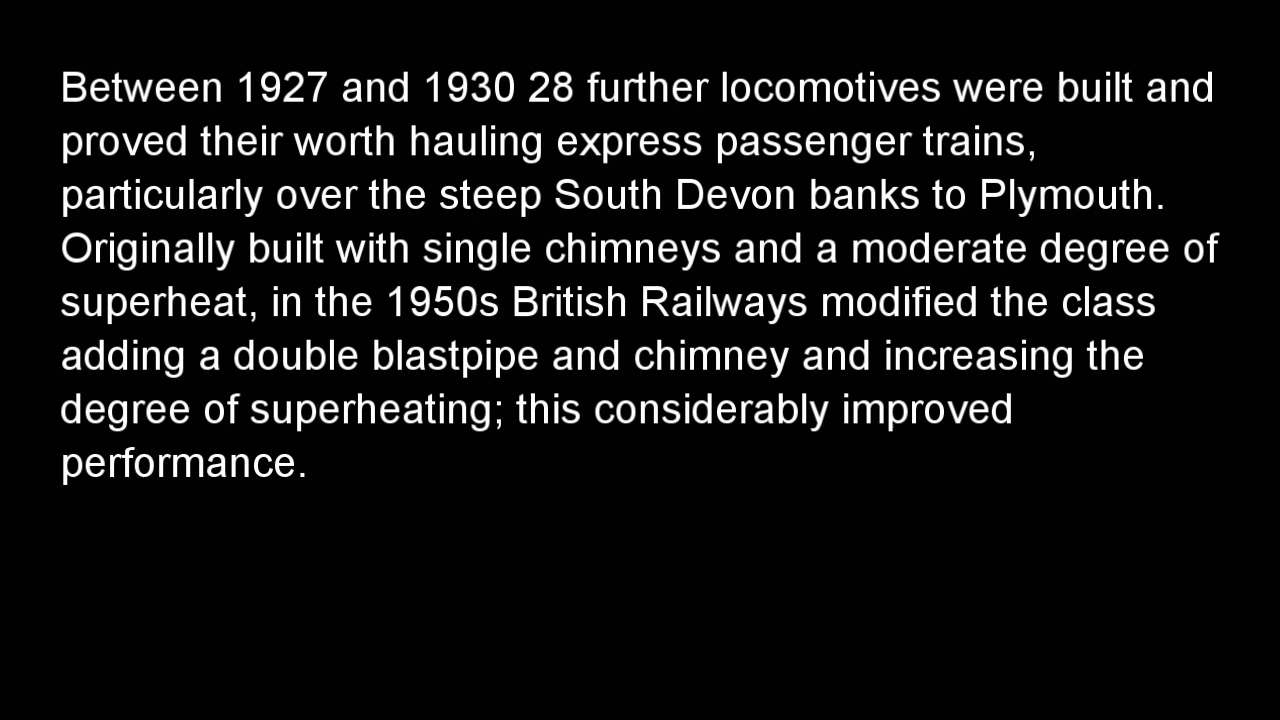 Between 1927 and 1930 28 further locomotives were built and
proved their worth hauling express passenger trains,
particularly over the steep South Devon banks to Plymouth.
Originally built with single chimneys and a moderate degree of
superheat, in the 1950s British Railways modified the class
adding a double blastpipe and chimney and increasing the
degree of superheating; this considerably improved
performance.